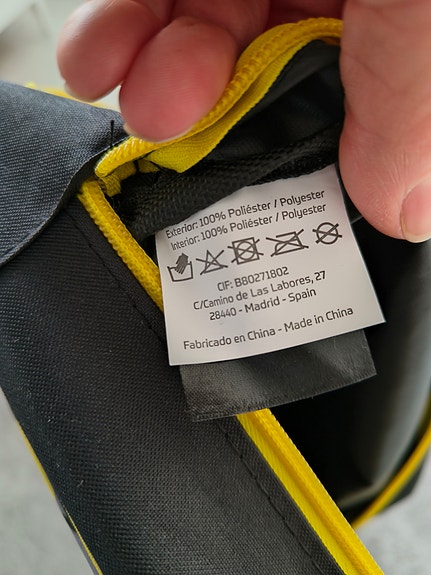 Exterior: 100% Poliéster / Polyester
Interior: 100% Poliéster / Polyester
CIF: B80271802
C/Camino de Las Labores, 27
28440 - Madrid - Spain
Fabricado en China - Made in China